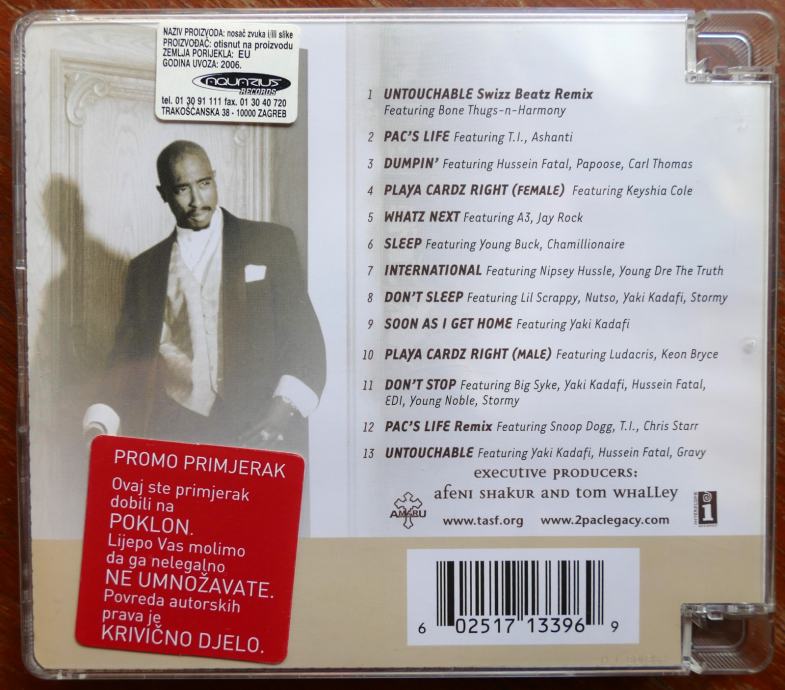 NAZIV PROIZVODA: nosač zvuka i/ili slike
PROIZVOĐAČ: otisnut na proizvodu
ZEMLJA PORIJEKLA: EU
GODINA UVOZA: 2006.
AQUARIUS
RECORDS
tel. 01 30 91 111 fax. 01 30 40 720
TRAKOŠĆANSKA 38 - 10000 ZAGREB
1 UNTOUCHABLE Swizz Beatz Remix
Featuring Bone Thugs-n-Harmony
2 PAC'S LIFE Featuring T.I., Ashanti
3 DUMPIN' Featuring Hussein Fatal, Papoose, Carl Thomas
4 PLAYA CARDZ RIGHT (FEMALE) Featuring Keyshia Cole
5 WHATZ NEXT Featuring A3, Jay Rock
6 SLEEP Featuring Young Buck, Chamillionaire
7 INTERNATIONAL Featuring Nipsey Hussle, Young Dre The Truth
8 DON'T SLEEP Featuring Lil Scrappy, Nutso, Yaki Kadafi, Stormy
9 SOON AS I GET HOME Featuring Yaki Kadafi
10 PLAYA CARDZ RIGHT (MALE) Featuring Ludacris, Keon Bryce
11 DON'T STOP Featuring Big Syke, Yaki Kadafi, Hussein Fatal,
EDI, Young Noble, Stormy
12 PAC'S LIFE Remix Featuring Snoop Dogg, T.I., Chris Starr
13 UNTOUCHABLE Featuring Yaki Kadafi, Hussein Fatal, Gravy
executive producers:
afeni shakur and tom whalley
AMARU
www.tasf.org www.2paclegacy.com
INTERSCOPE
RECORDS
PROMO PRIMJERAK
Ovaj ste primjerak
dobili na
POKLON.
Lijepo Vas molimo
da ga nelegalno
NE UMNOŽAVATE.
Povreda autorskih
prava je
KRIVIČNO DJELO.
6 02517 13396 9